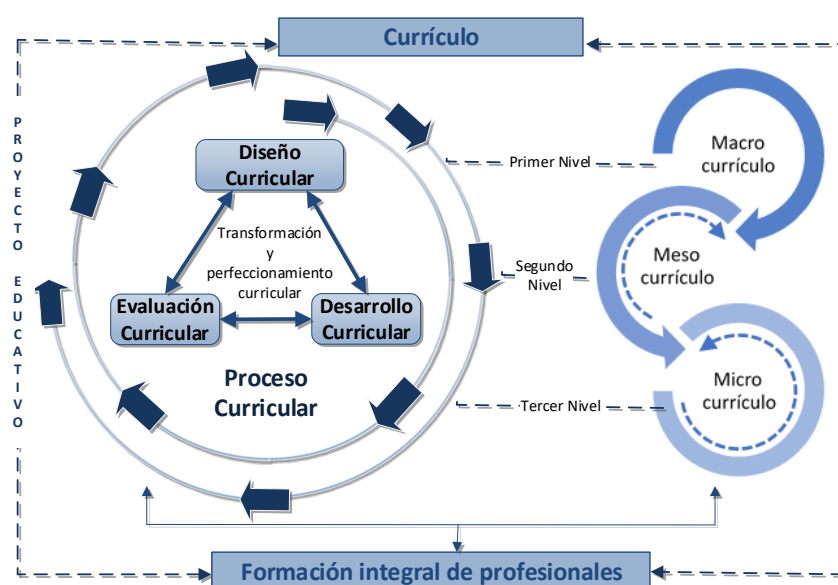 Currículo
PROYECTO EDUCATIVO
Diseño
Curricular
Transformación
y
perfeccionamiento
curricular
Evaluación
Curricular
Desarrollo
Curricular
Proceso
Curricular
Primer Nivel
Segundo
Nivel
Tercer Nivel
Macro
currículo
Meso
currículo
Micro
currículo
Formación integral de profesionales